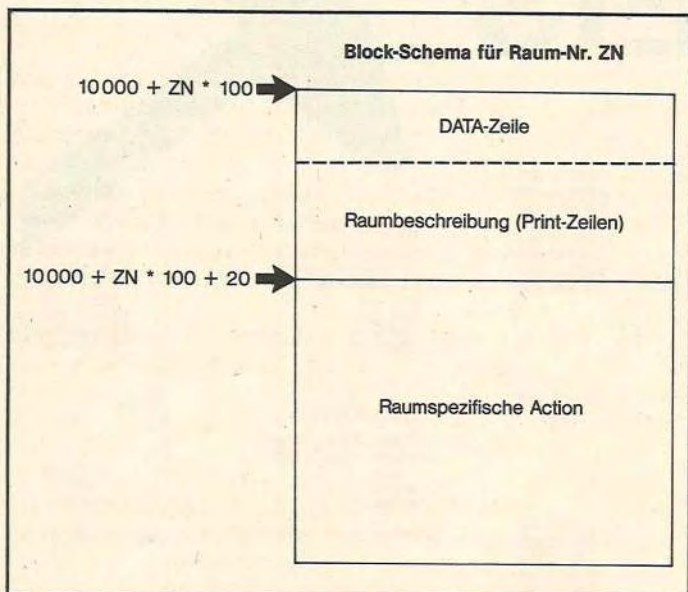 Block-Schema für Raum-Nr. ZN
10000 + ZN * 100
DATA-Zeile
Raumbeschreibung (Print-Zeilen)
10000 + ZN * 100 + 20
Raumspezifische Action